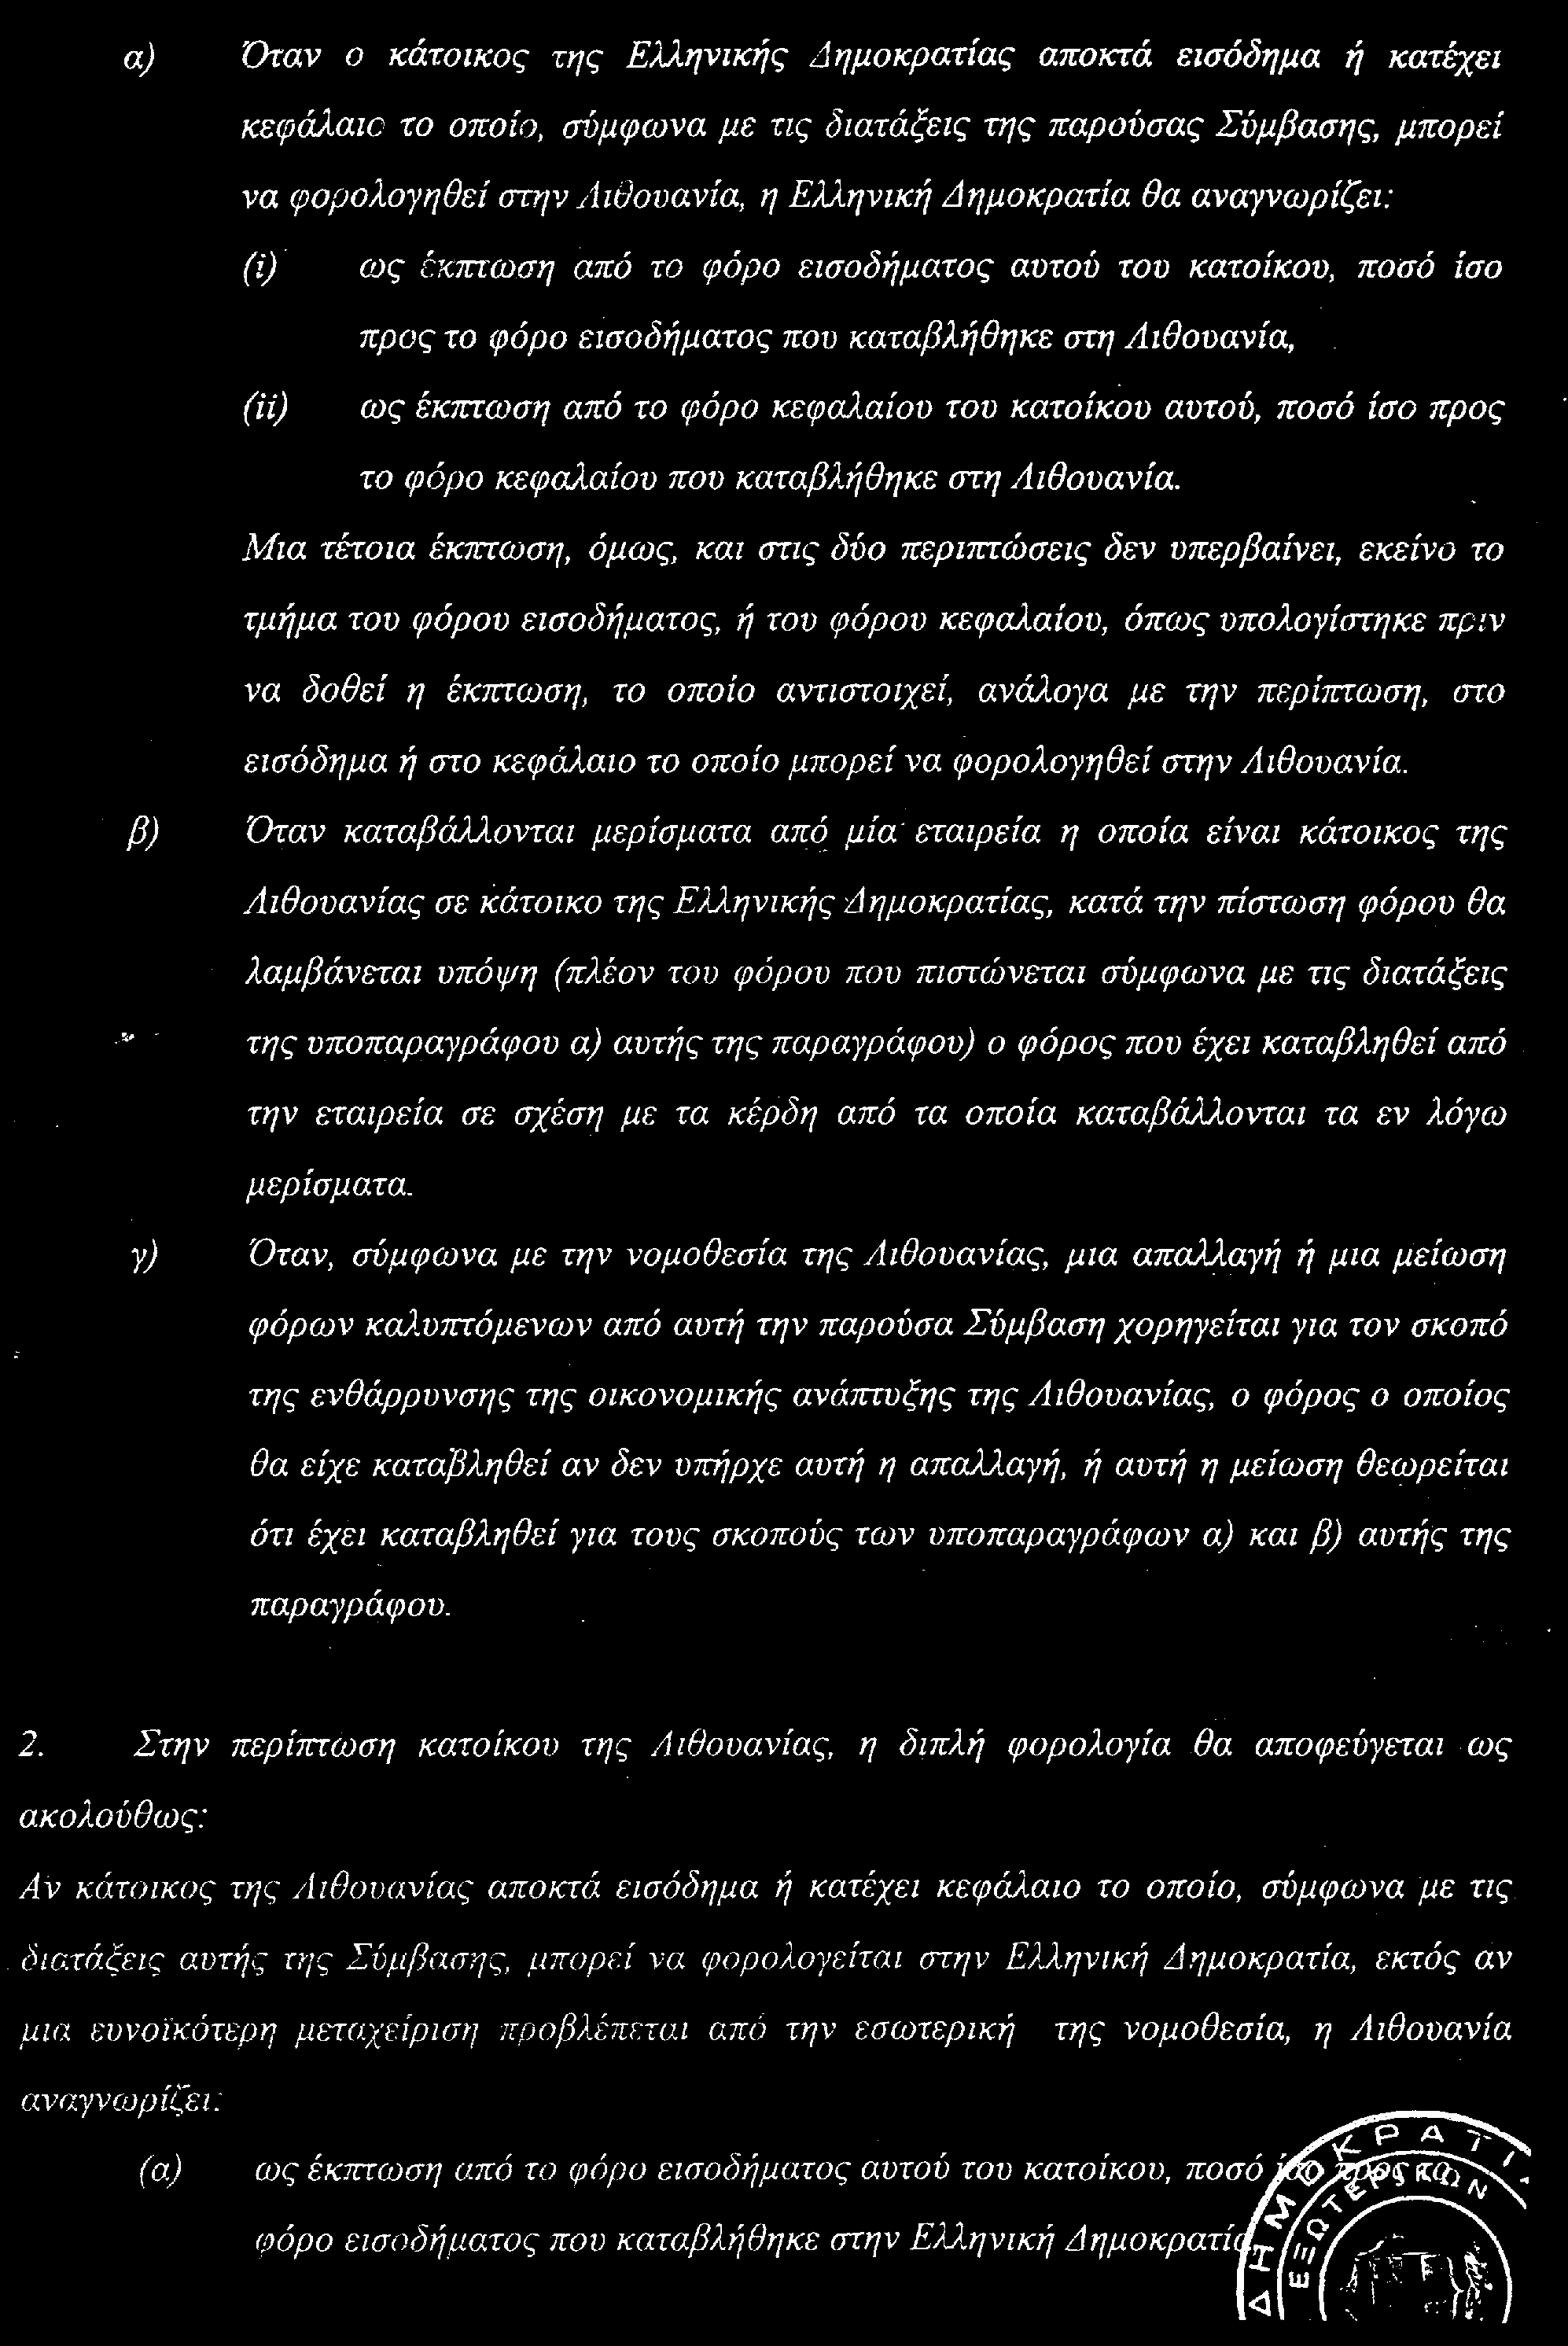 α) Όταν ο κάτοικος της Ελληνικής Δημοκρατίας αποκτά εισόδημα ή κατέχει
κεφάλαιο το οποίο, σύμφωνα με τις διατάξεις της παρούσας Σύμβασης, μπορεί
να φορολογηθεί στην Λιθουανία, η Ελληνική Δημοκρατία θα αναγνωρίζει:
(i) ως έκπτωση από το φόρο εισοδήματος αυτού του κατοίκου, ποσό ίσο
προς το φόρο εισοδήματος που καταβλήθηκε στη Λιθουανία,
(ii) ως έκπτωση από το φόρο κεφαλαίου του κατοίκου αυτού, ποσό ίσο προς
το φόρο κεφαλαίου που καταβλήθηκε στη Λιθουανία.
Μια τέτοια έκπτωση, όμως, και στις δύο περιπτώσεις δεν υπερβαίνει, εκείνο το
τμήμα του φόρου εισοδήματος, ή του φόρου κεφαλαίου, όπως υπολογίστηκε πριν
να δοθεί η έκπτωση, το οποίο αντιστοιχεί, ανάλογα με την περίπτωση, στο
εισόδημα ή στο κεφάλαιο το οποίο μπορεί να φορολογηθεί στην Λιθουανία.
β) Όταν καταβάλλονται μερίσματα από μία εταιρεία η οποία είναι κάτοικος της
Λιθουανίας σε κάτοικο της Ελληνικής Δημοκρατίας, κατά την πίστωση φόρου θα
λαμβάνεται υπόψη (πλέον του φόρου που πιστώνεται σύμφωνα με τις διατάξεις
της υποπαραγράφου α) αυτής της παραγράφου) ο φόρος που έχει καταβληθεί από
την εταιρεία σε σχέση με τα κέρδη από τα οποία καταβάλλονται τα εν λόγω
μερίσματα.
γ) Όταν, σύμφωνα με την νομοθεσία της Λιθουανίας, μια απαλλαγή ή μια μείωση
φόρων καλυπτόμενων από αυτή την παρούσα Σύμβαση χορηγείται για τον σκοπό
της ενθάρρυνσης της οικονομικής ανάπτυξης της Λιθουανίας, ο φόρος ο οποίος
θα είχε καταβληθεί αν δεν υπήρχε αυτή η απαλλαγή, ή αυτή η μείωση θεωρείται
ότι έχει καταβληθεί για τους σκοπούς των υποπαραγράφων α) και β) αυτής της
παραγράφου.
2. Στην περίπτωση κατοίκου της Λιθουανίας, η διπλή φορολογία θα αποφεύγεται ως
ακολούθως:
Αν κάτοικος της Λιθουανίας αποκτά εισόδημα ή κατέχει κεφάλαιο το οποίο, σύμφωνα με τις
διατάξεις αυτής της Σύμβασης, μπορεί να φορολογείται στην Ελληνική Δημοκρατία, εκτός αν
μια ευνοϊκότερη μεταχείριση προβλέπεται από την εσωτερική της νομοθεσία, η Λιθουανία
αναγνωρίζει:
(α) ως έκπτωση από το φόρο εισοδήματος αυτού του κατοίκου, ποσό ίσο προς το
φόρο εισοδήματος που καταβλήθηκε στην Ελληνική Δημοκρατία